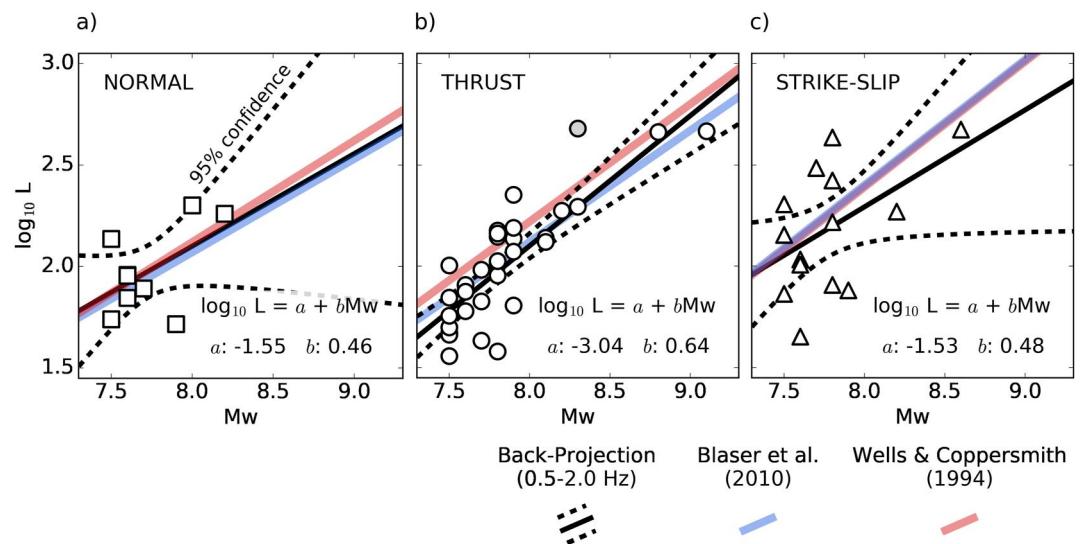 a)
b)
c)
NORMAL
95% confidence
THRUST
STRIKE-SLIP
3.0
2.5
2.0
1.5
log₁₀ L
log₁₀ L = a + bMw
a: -1.55 b: 0.46
log₁₀ L = a + bMw
a: -3.04 b: 0.64
log₁₀ L = a + bMw
a: -1.53 b: 0.48
7.5 8.0 8.5 9.0
7.5 8.0 8.5 9.0
7.5 8.0 8.5 9.0
Mw
Mw
Mw
Back-Projection
(0.5-2.0 Hz)
Blaser et al.
(2010)
Wells & Coppersmith
(1994)